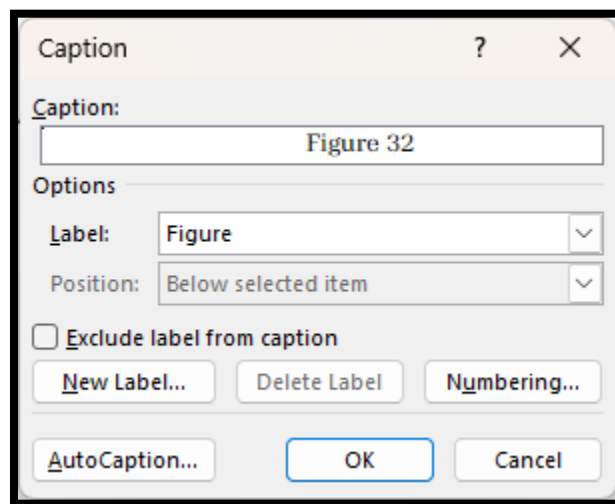 Caption ?
Caption:
Figure 32
Options
Label: Figure
Position: Below selected item
Exclude label from caption
New Label... Delete Label Numbering...
AutoCaption... OK Cancel